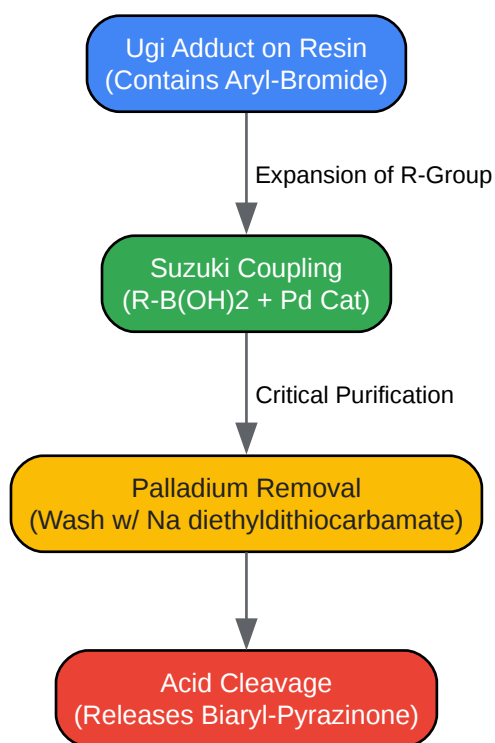 Ugi Adduct on Resin
(Contains Aryl-Bromide)
Expansion of R-Group
Suzuki Coupling
(R-B(OH)2 + Pd Cat)
Critical Purification
Palladium Removal
(Wash w/ Na diethyldithiocarbamate)
Acid Cleavage
(Releases Biaryl-Pyrazinone)